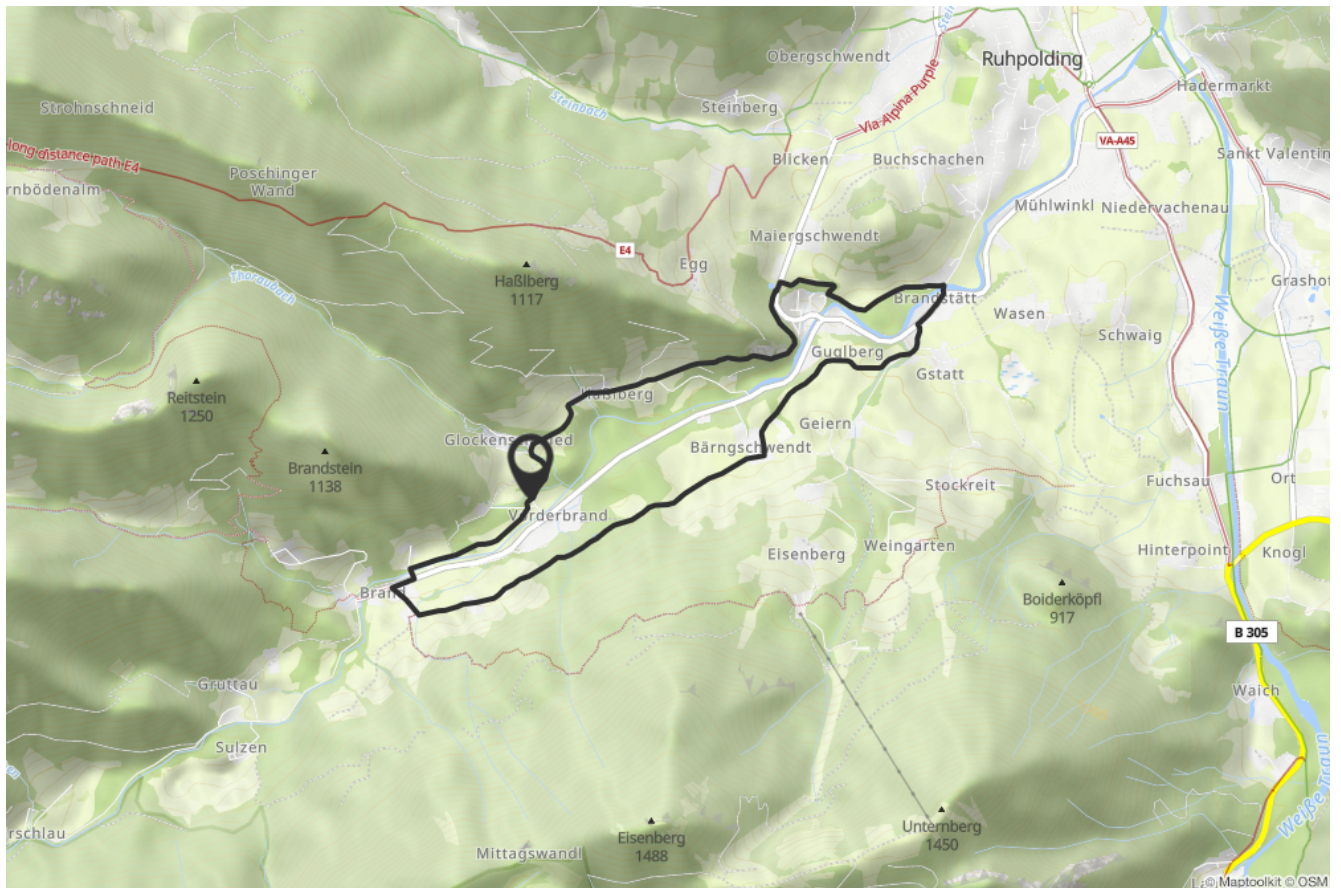 Obergschwendt
Ruhpolding
Hadermarkt
Strohnschneid
Steinbach
Steinberg
Via Alpina Purple
VA-A45
long distance path E4
Poschinger
Wand
Blicken
Buchschachen
Sankt Valentin
rnbödenalm
Mühlwinkl
Niedervachenau
Maiergschwendt
E4
Egg
Thoraubach
Haßlberg
1117
Brandstätt
Grashof
Wasen
Weiße Traun
Schwaig
Guglberg
Gstatt
Reitstein
1250
Haßlberg
Geiern
Bärngschwendt
Brandstein
1138
Stockreit
Fuchsau
Ort
Vorderbrand
Eisenberg
Weingarten
Hinterpoint
Knogl
Brand
Boiderköpfl
917
B 305
Gruttau
Waich
Sulzen
Weiße Traun
rschlau
Eisenberg
1488
Unternberg
1450
Mittagswandl
© Maptoolkit © OSM